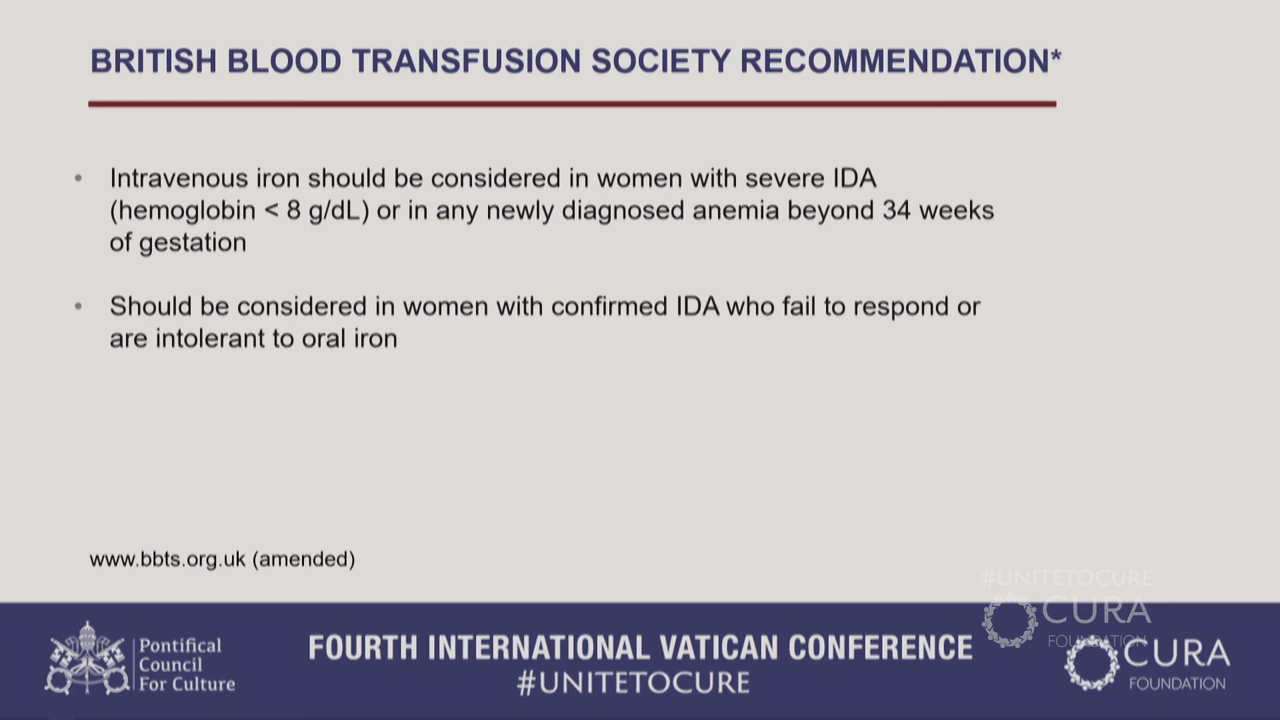 BRITISH BLOOD TRANSFUSION SOCIETY RECOMMENDATION*
• Intravenous iron should be considered in women with severe IDA
(hemoglobin < 8 g/dL) or in any newly diagnosed anemia beyond 34 weeks
of gestation
• Should be considered in women with confirmed IDA who fail to respond or
are intolerant to oral iron
www.bbts.org.uk (amended)
#UNITETOCURE
CURA
FOUNDATION
Pontifical
Council
For Culture
FOURTH INTERNATIONAL VATICAN CONFERENCE
#UNITETOCURE
CURA
FOUNDATION